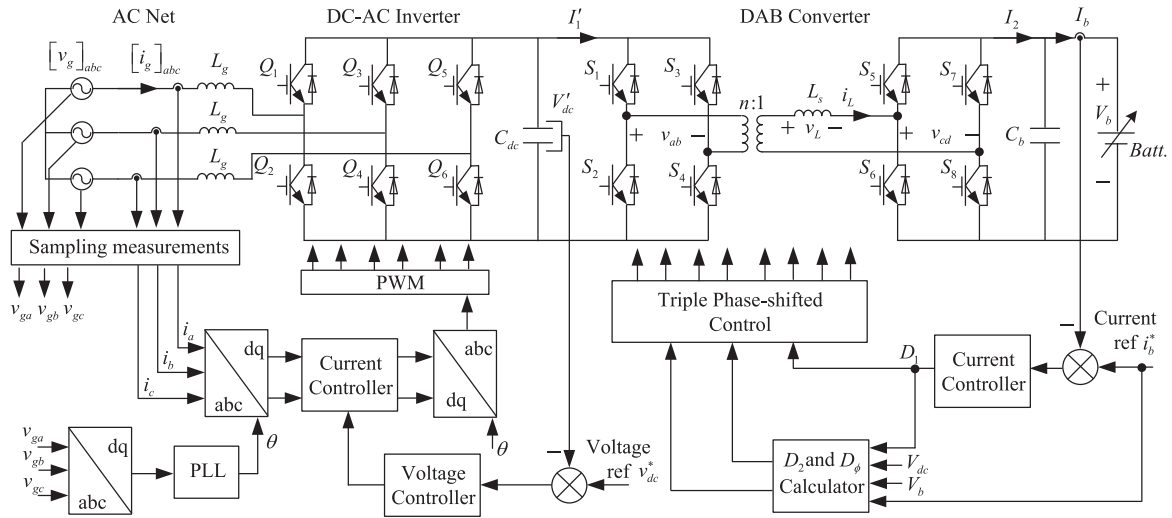 AC Net
DC-AC Inverter
DAB Converter
[v_g]_abc
[i_g]_abc
L_g
L_g
L_g
Q_1
Q_3
Q_5
Q_2
Q_4
Q_6
V'_dc
C_dc
I'_1
S_1
S_3
S_2
S_4
+
v_ab
−
n:1
L_s
i_L
+
v_L
−
S_5
S_7
S_6
S_8
+
v_cd
−
I_2
I_b
C_b
+
V_b
−
Batt.
Sampling measurements
v_ga v_gb v_gc
i_a
i_b
i_c
PWM
dq
abc
Current
Controller
abc
dq
θ
θ
v_ga
v_gb
v_gc
dq
abc
PLL
Voltage
Controller
−
Voltage
ref v*_dc
Triple Phase-shifted
Control
D_1
Current
Controller
−
Current
ref i*_b
D_2 and D_ϕ
Calculator
V_dc
V_b